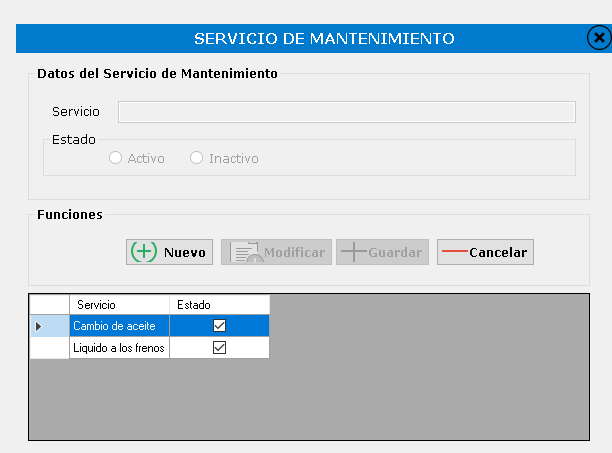 SERVICIO DE MANTENIMIENTO
Datos del Servicio de Mantenimiento
Servicio
Estado
Activo Inactivo
Funciones
Nuevo Modificar Guardar Cancelar
Servicio Estado
Cambio de aceite
Liquido a los frenos